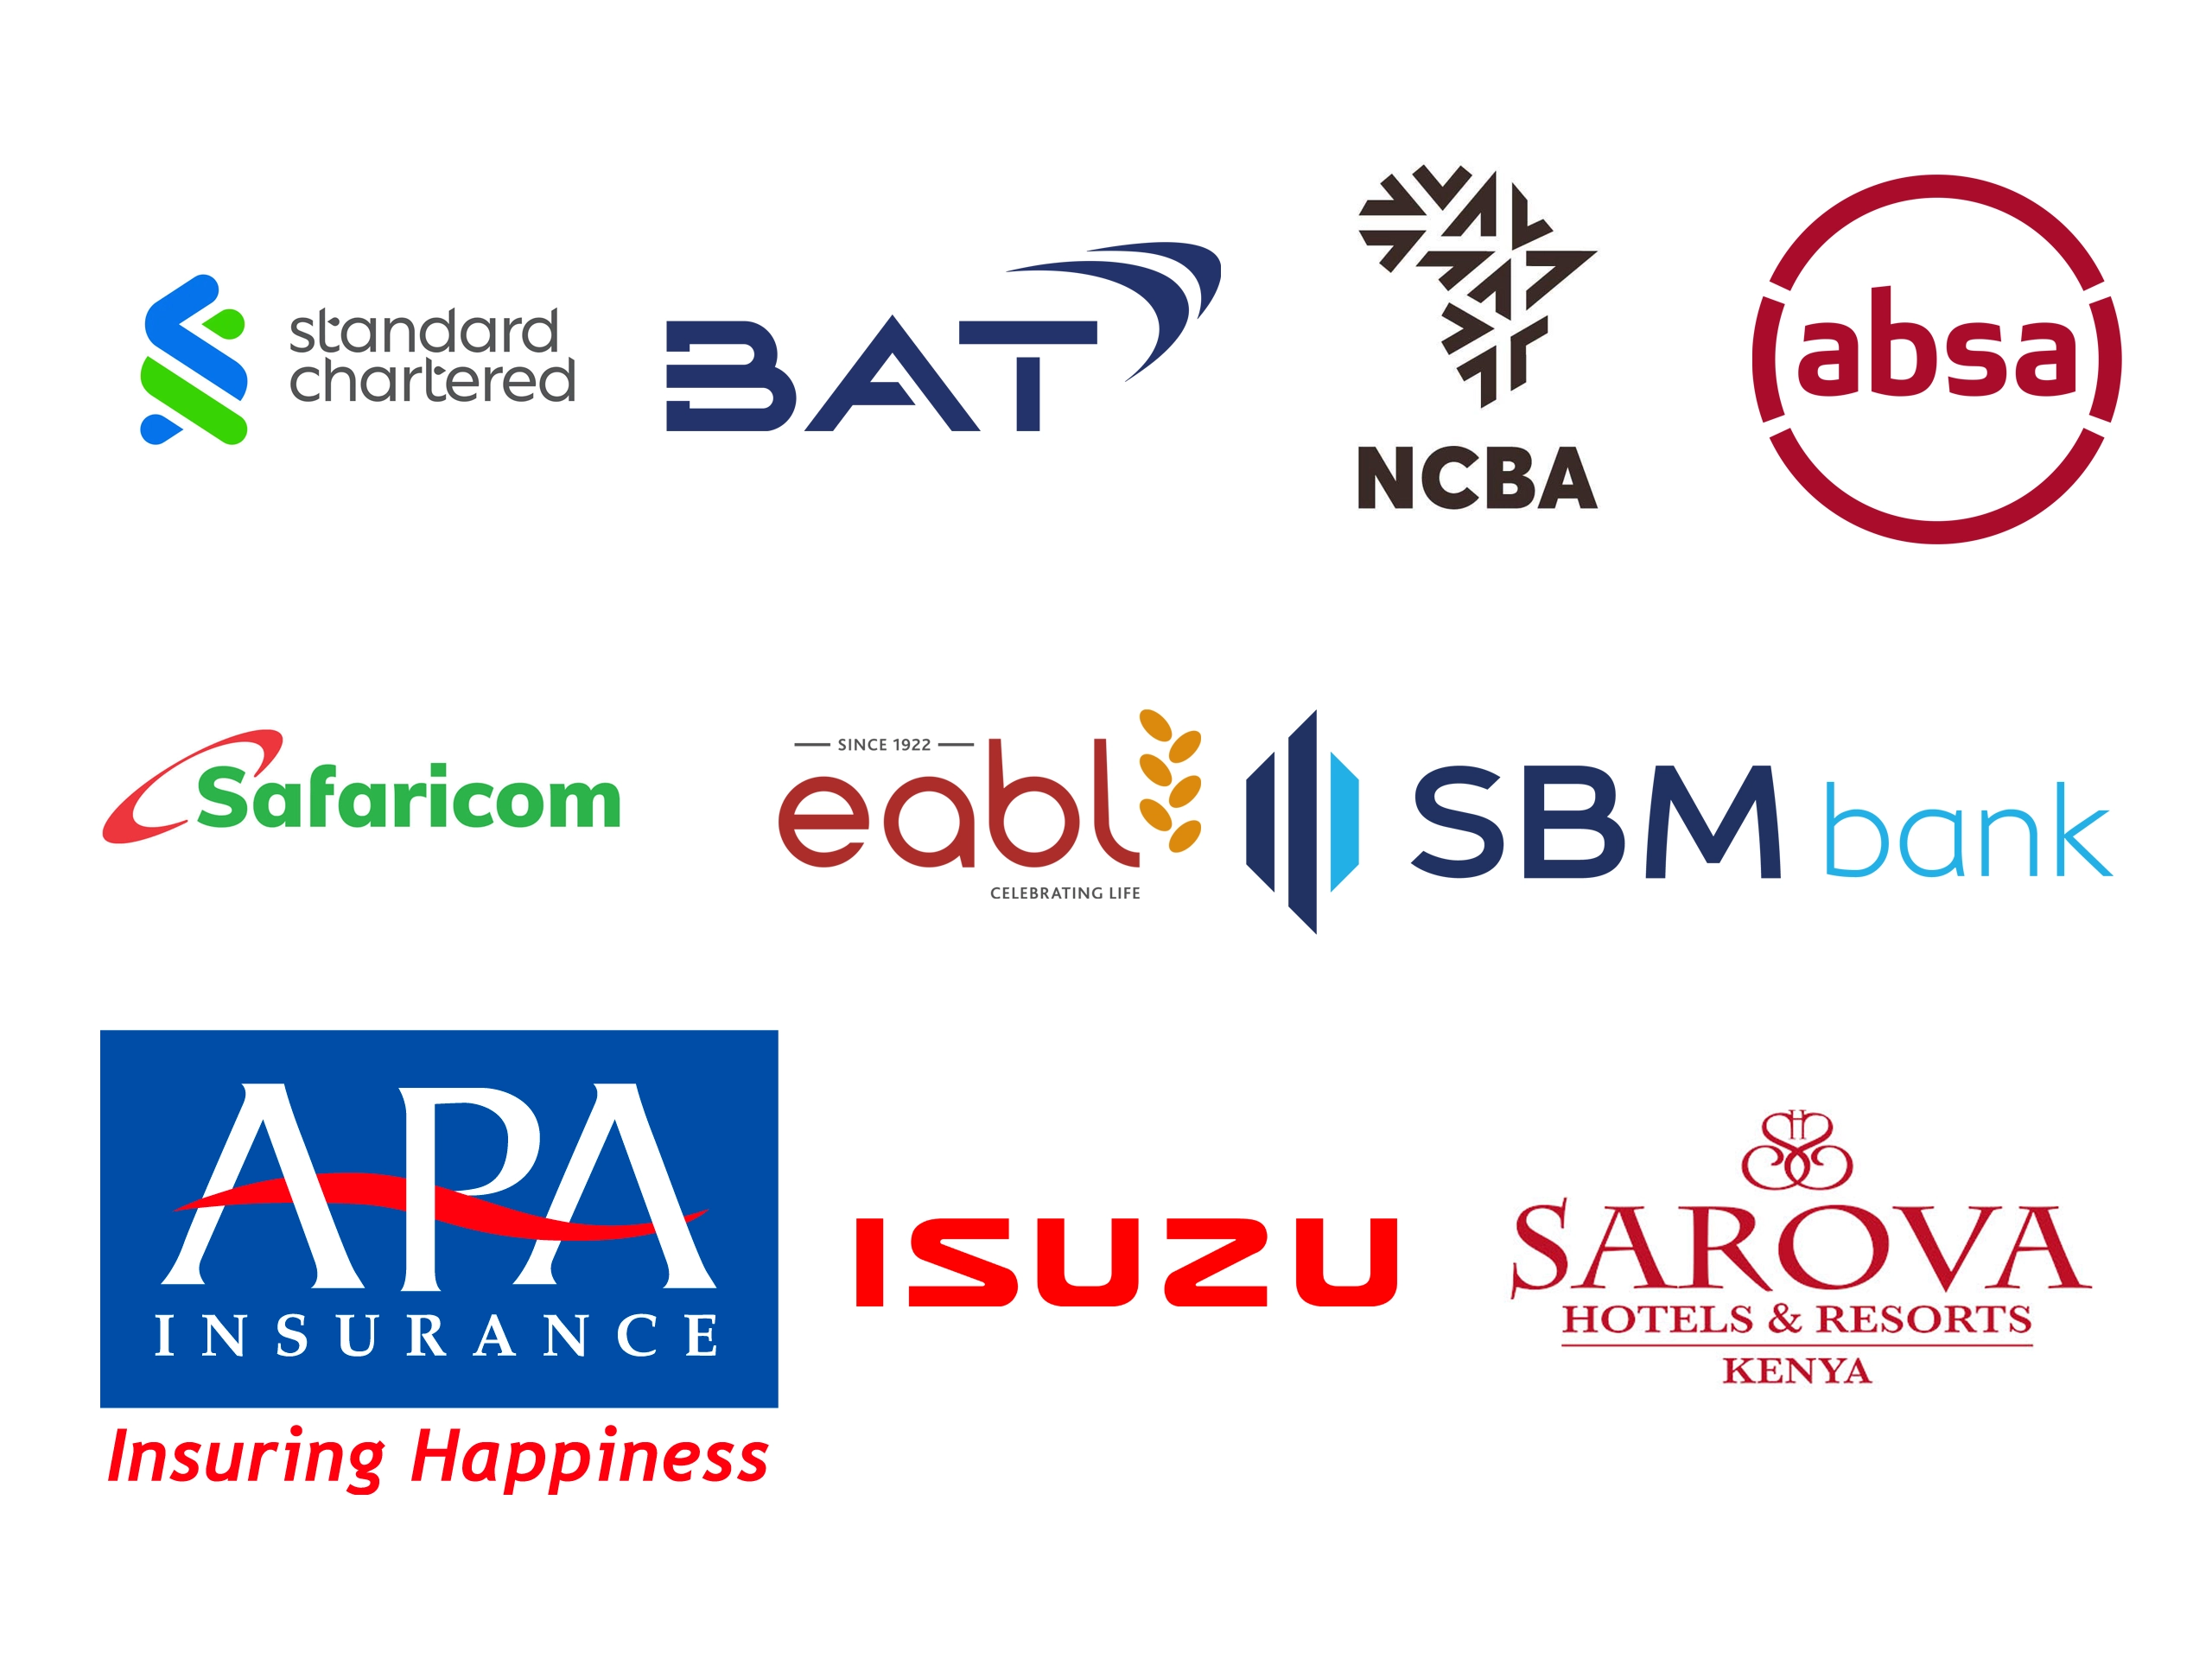 standard
chartered
BAT
NCBA
absa
Safaricom
SINCE 1922
eabl
CELEBRATING LIFE
SBM bank
APA
INSURANCE
Insuring Happiness
ISUZU
SH
SAROVA
HOTELS & RESORTS
KENYA